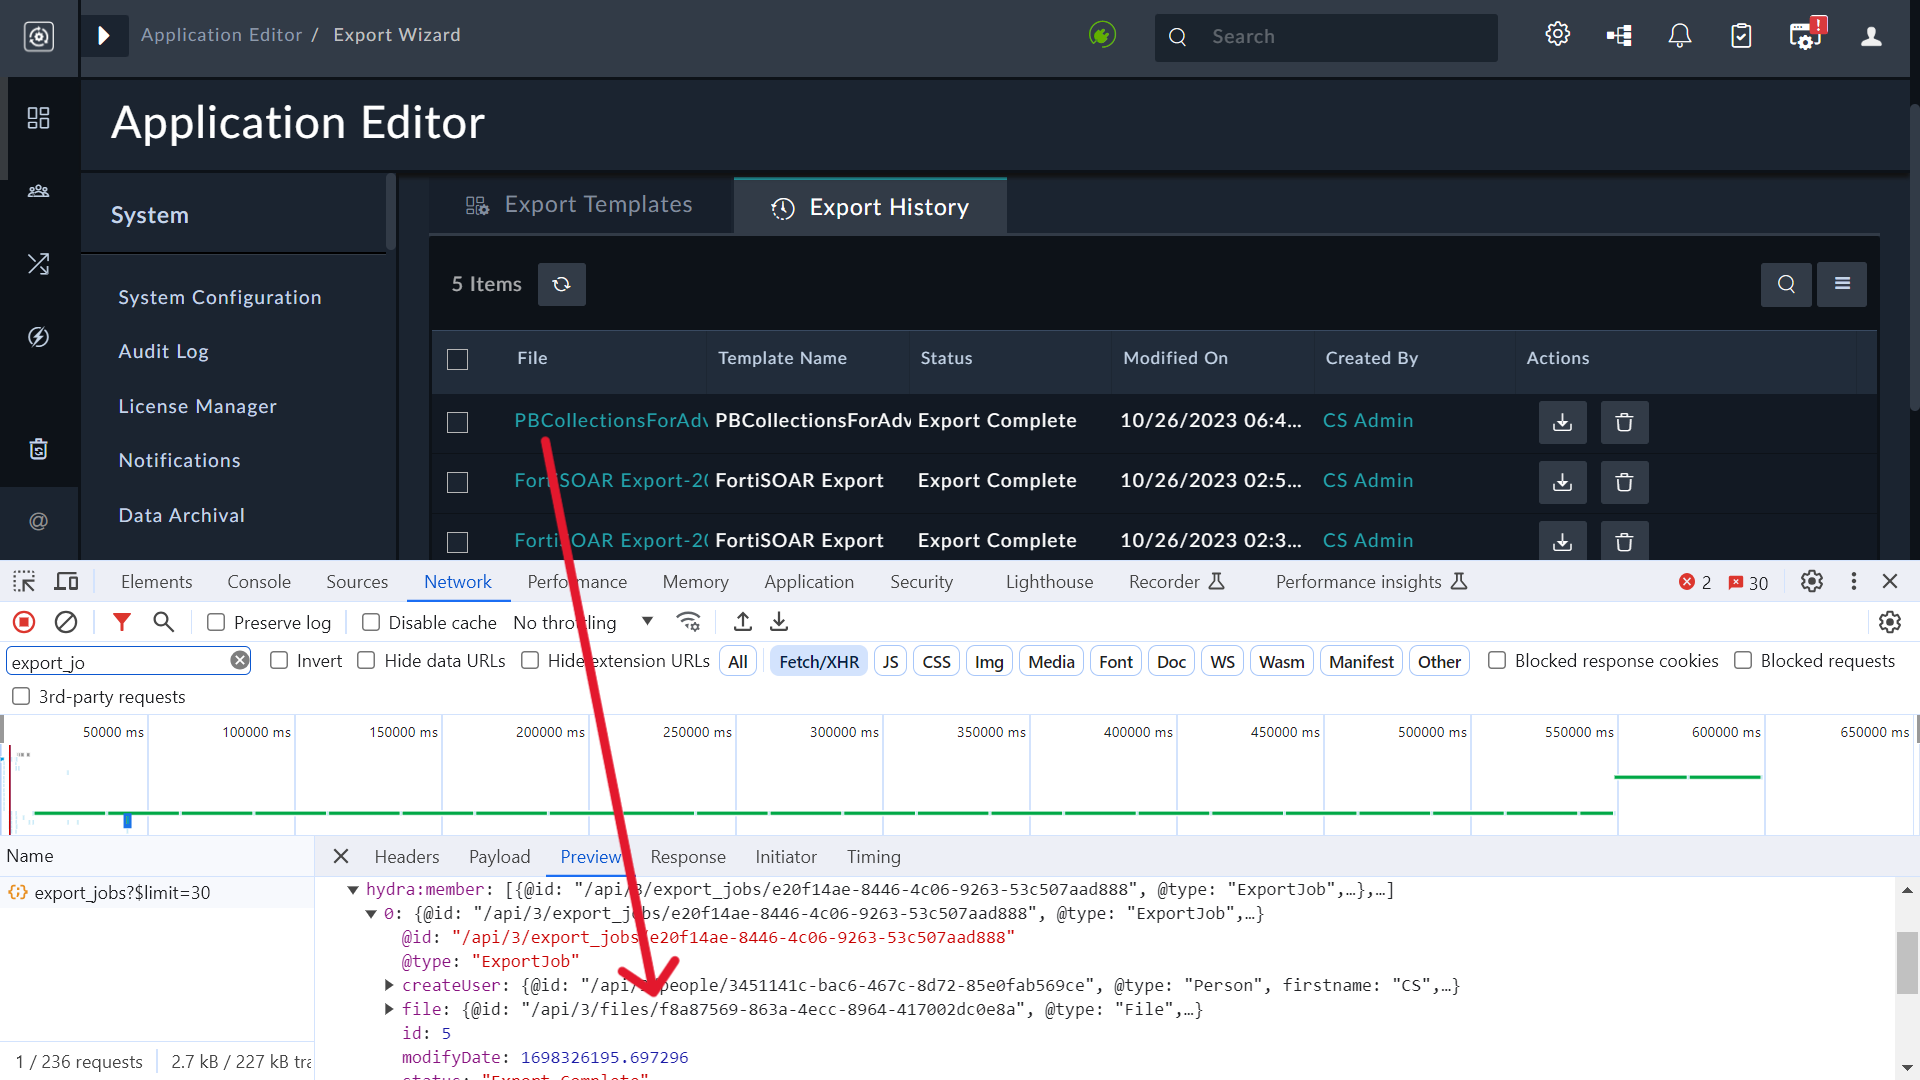 Application Editor / Export Wizard
Search
!
Application Editor
System
Export Templates
Export History
5 Items
System Configuration
Audit Log
License Manager
Notifications
Data Archival
@
File Template Name Status Modified On Created By Actions
PBCollectionsForAdv PBCollectionsForAdv Export Complete 10/26/2023 06:4... CS Admin
FortiSOAR Export-20 FortiSOAR Export Export Complete 10/26/2023 02:5... CS Admin
FortiSOAR Export-20 FortiSOAR Export Export Complete 10/26/2023 02:3... CS Admin
Elements Console Sources Network Performance Memory Application Security Lighthouse Recorder Performance insights 2 30
Preserve log Disable cache No throttling
export_jo Invert Hide data URLs Hide extension URLs All Fetch/XHR JS CSS Img Media Font Doc WS Wasm Manifest Other Blocked response cookies Blocked requests
3rd-party requests
50000 ms 100000 ms 150000 ms 200000 ms 250000 ms 300000 ms 350000 ms 400000 ms 450000 ms 500000 ms 550000 ms 600000 ms 650000 ms
Name
Headers Payload Preview Response Initiator Timing
export_jobs?$limit=30
hydra:member: [{@id: "/api/3/export_jobs/e20f14ae-8446-4c06-9263-53c507aad888", @type: "ExportJob",…},…]
0: {@id: "/api/3/export_jobs/e20f14ae-8446-4c06-9263-53c507aad888", @type: "ExportJob",…}
@id: "/api/3/export_jobs/e20f14ae-8446-4c06-9263-53c507aad888"
@type: "ExportJob"
createUser: {@id: "/api/3/people/3451141c-bac6-467c-8d72-85e0fab569ce", @type: "Person", firstname: "CS",…}
file: {@id: "/api/3/files/f8a87569-863a-4ecc-8964-417002dc0e8a", @type: "File",…}
id: 5
modifyDate: 1698326195.697296
status: "Export Complete"
1 / 236 requests 2.7 kB / 227 kB tra